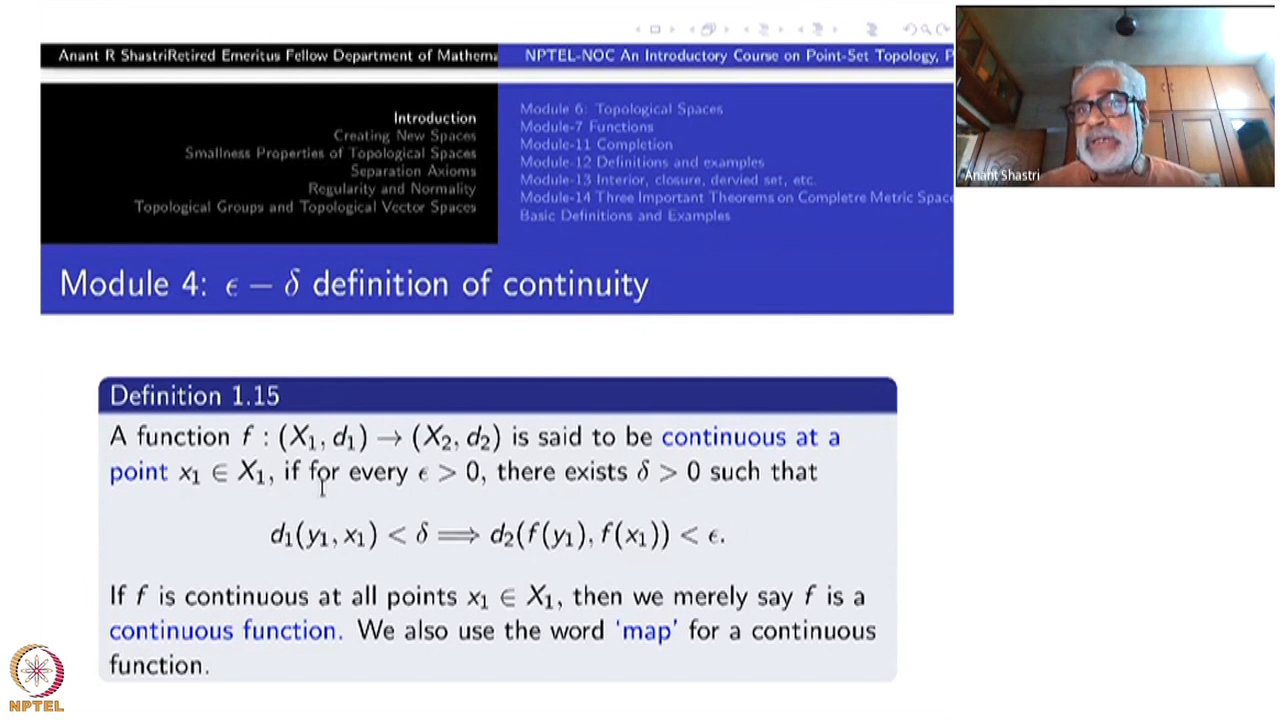 Anant R ShastriRetired Emeritus Fellow Department of Mathema
NPTEL-NOC An Introductory Course on Point-Set Topology, P
Introduction
Creating New Spaces
Smallness Properties of Topological Spaces
Separation Axioms
Regularity and Normality
Topological Groups and Topological Vector Spaces
Module 6: Topological Spaces
Module-7 Functions
Module-11 Completion
Module-12 Definitions and examples
Module-13 Interior, closure, dervied set, etc.
Module-14 Three Important Theorems on Completre Metric Space
Basic Definitions and Examples
Anant Shastri
Module 4: ϵ − δ definition of continuity
Definition 1.15
A function f : (X₁, d₁) → (X₂, d₂) is said to be continuous at a
point x₁ ∈ X₁, if for every ϵ > 0, there exists δ > 0 such that
d₁(y₁, x₁) < δ ⟹ d₂(f(y₁), f(x₁)) < ϵ.
If f is continuous at all points x₁ ∈ X₁, then we merely say f is a
continuous function. We also use the word ‘map’ for a continuous
function.
NPTEL